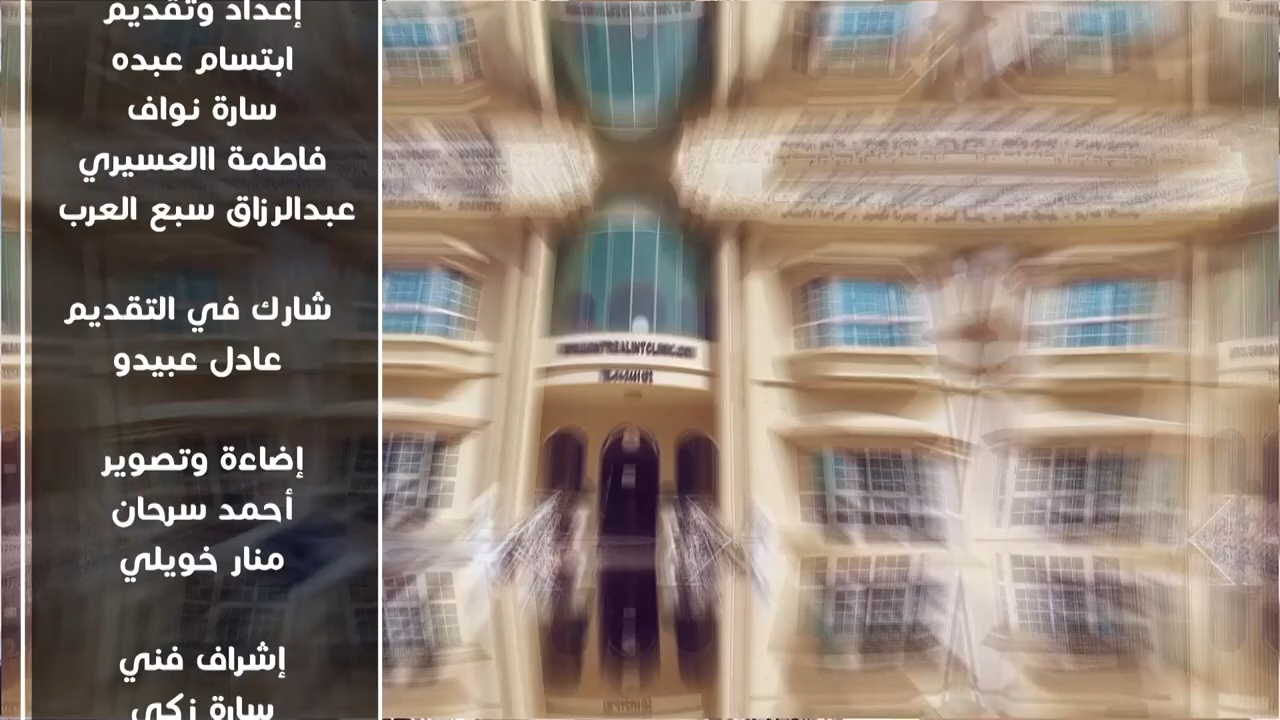 إعداد وتقديم
ابتسام عبده
سارة نواف
فاطمة االعسيري
عبدالرزاق سبع العرب
شارك في التقديم
عادل عبيدو
إضاءة وتصوير
أحمد سرحان
منار خويلي
إشراف فني
سارة زكي